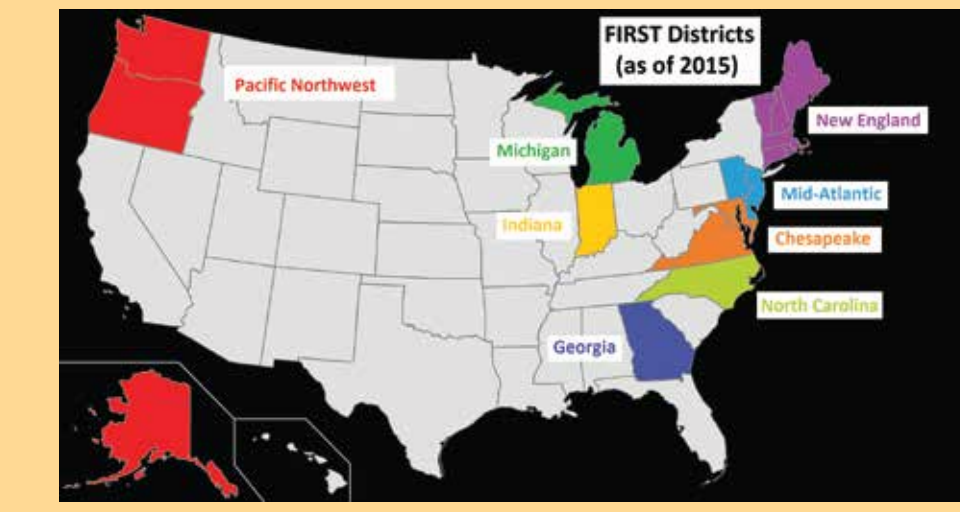 FIRST Districts
(as of 2015)
Pacific Northwest
New England
Michigan
Mid-Atlantic
Indiana
Chesapeake
North Carolina
Georgia